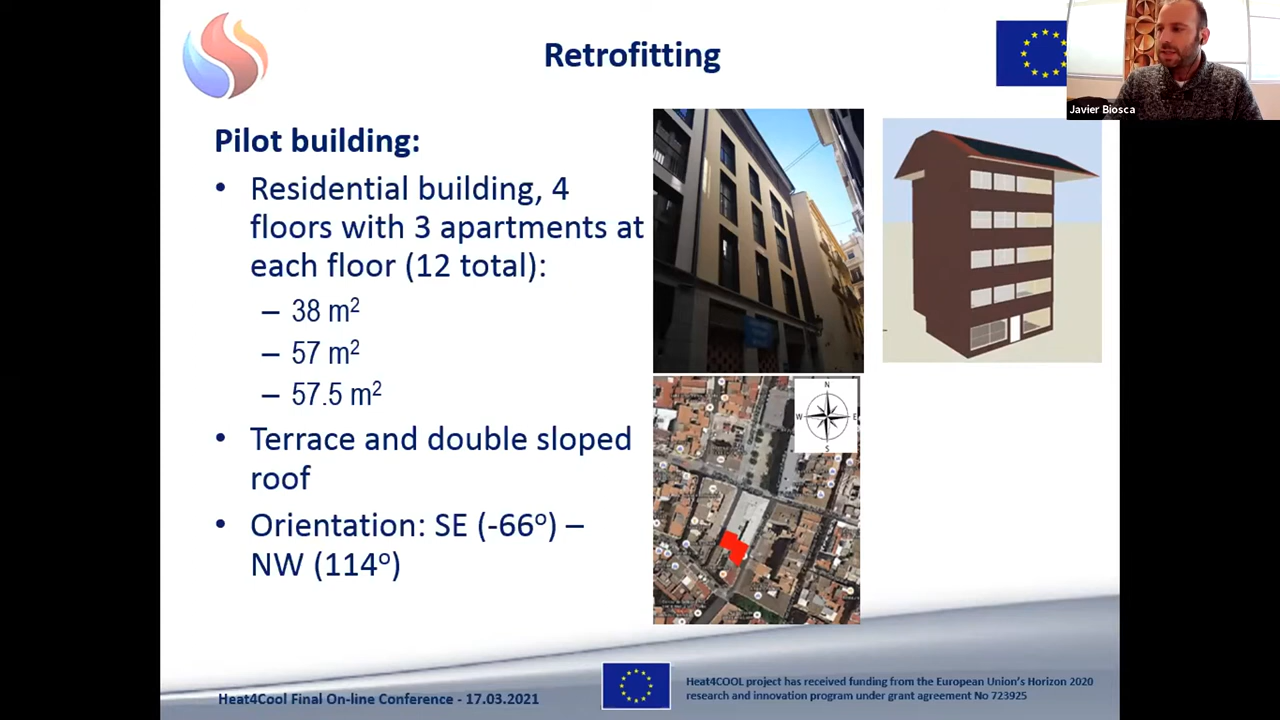 Retrofitting
Javier Biosca
Pilot building:
• Residential building, 4
floors with 3 apartments at
each floor (12 total):
– 38 m²
– 57 m²
– 57.5 m²
• Terrace and double sloped
roof
• Orientation: SE (-66º) –
NW (114º)
N
W
E
S
Heat4Cool Final On-line Conference - 17.03.2021
Heat4COOL project has received funding from the European Union's Horizon 2020
research and innovation program under grant agreement No 723925